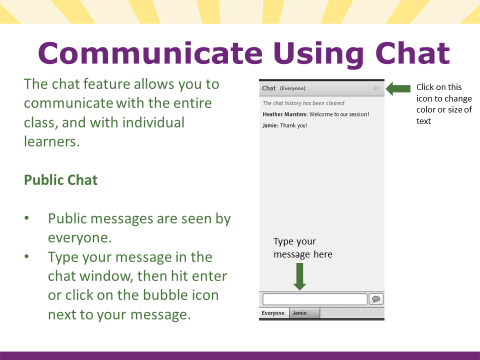 Communicate Using Chat
The chat feature allows you to
communicate with the entire
class, and with individual
learners.
Public Chat
• Public messages are seen by
everyone.
• Type your message in the
chat window, then hit enter
or click on the bubble icon
next to your message.
Chat (Everyone)
The chat history has been cleared
Heather Marsters: Welcome to our session!
Jamie: Thank you!
Type your
message here
Everyone Jamie
Click on this
icon to change
color or size of
text